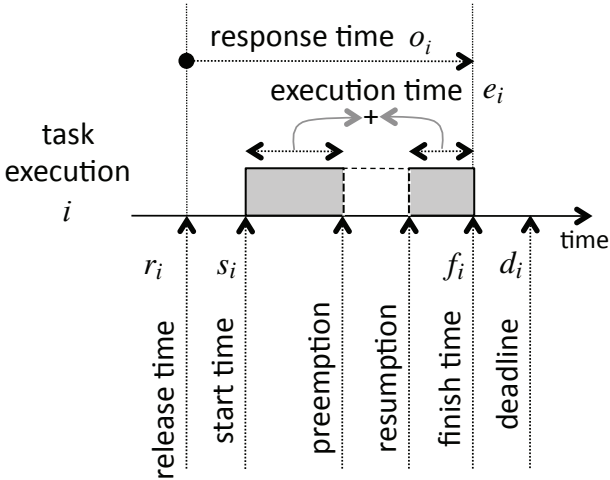 response time o_i
execution time e_i
+
task
execution
i
time
r_i
s_i
f_i
d_i
release time
start time
preemption
resumption
finish time
deadline